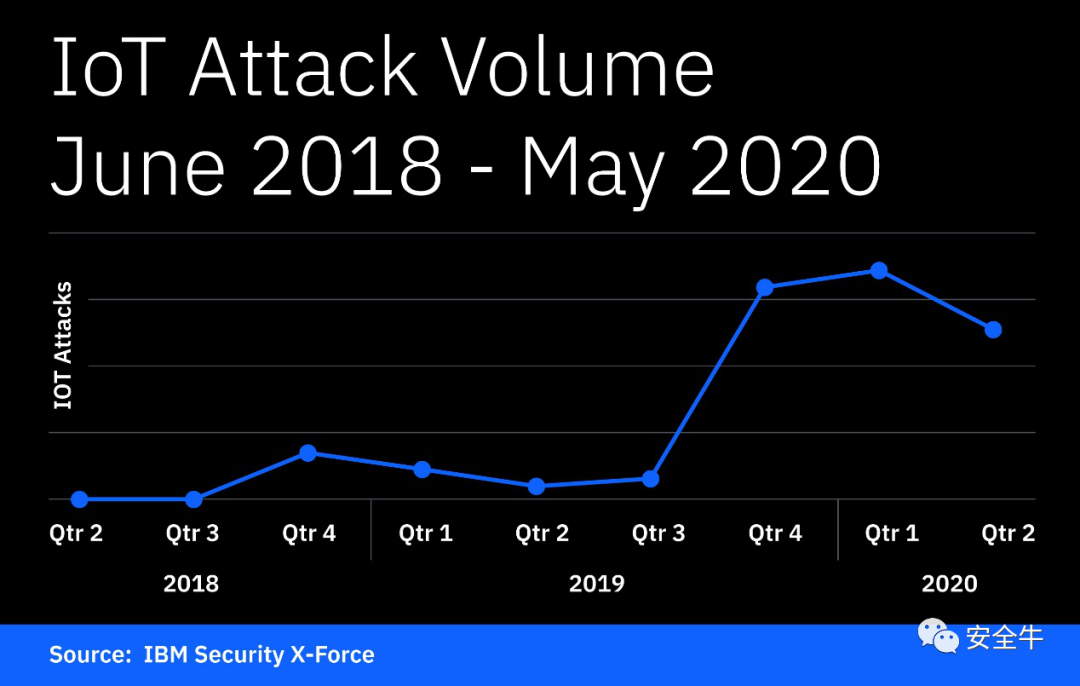 IoT Attack Volume
June 2018 - May 2020
IOT Attacks
Qtr 2 Qtr 3 Qtr 4 Qtr 1 Qtr 2 Qtr 3 Qtr 4 Qtr 1 Qtr 2
2018 2019 2020
Source: IBM Security X-Force
安全牛